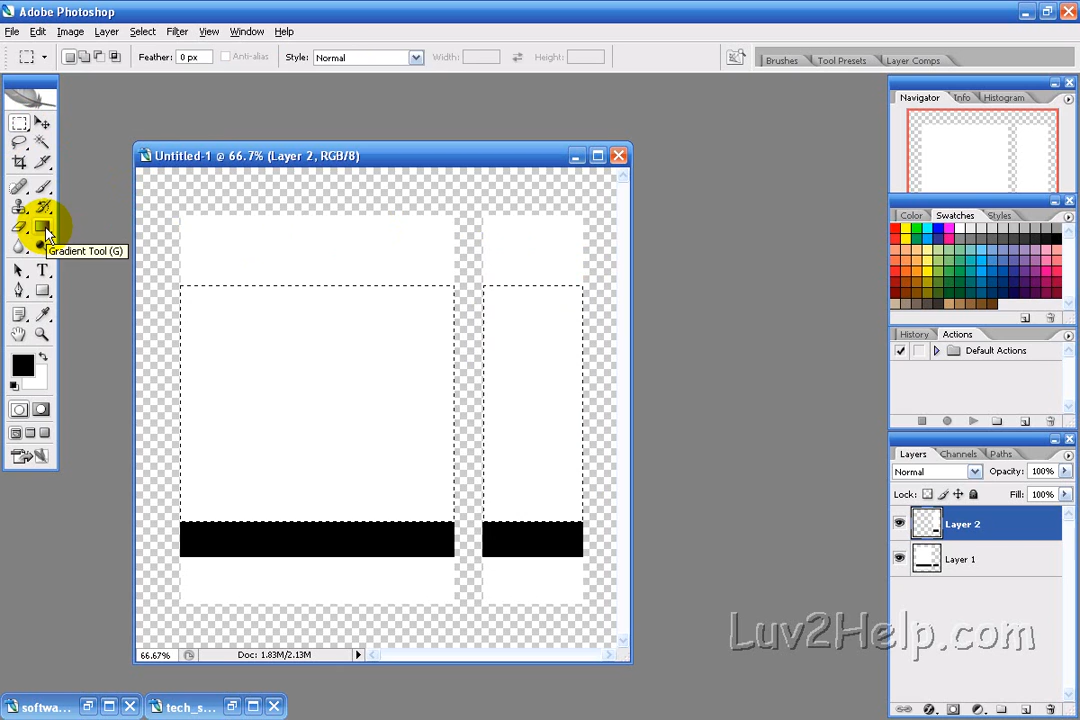 Adobe Photoshop
File Edit Image Layer Select Filter View Window Help
Feather: 0 px Anti-alias Style: Normal Width: Height: Brushes Tool Presets Layer Comps
Navigator Info Histogram
Untitled-1 @ 66.7% (Layer 2, RGB/8)
Color Swatches Styles
Gradient Tool (G)
T
History Actions
Default Actions
Layers Channels Paths
Normal Opacity: 100%
Lock: Fill: 100%
Layer 2
Layer 1
Luv2Help.com
66.67% Doc: 1.83M/2.13M
softwa... tech_s...